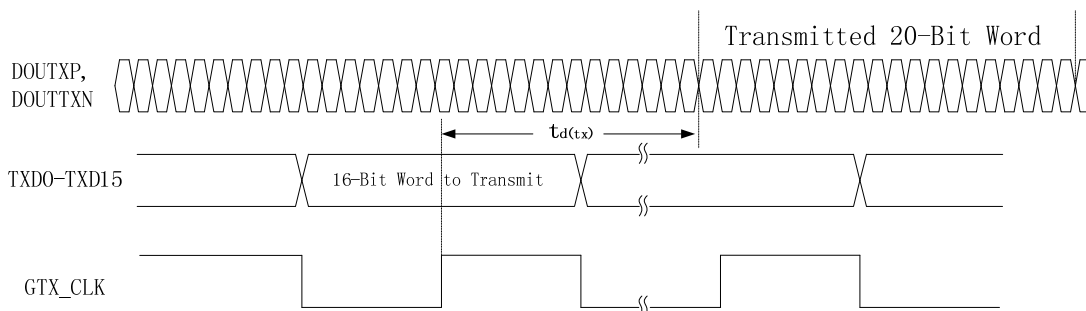 Transmitted 20-Bit Word
DOUTXP,
DOUTTXN
td(tx)
TXD0-TXD15
16-Bit Word to Transmit
GTX_CLK